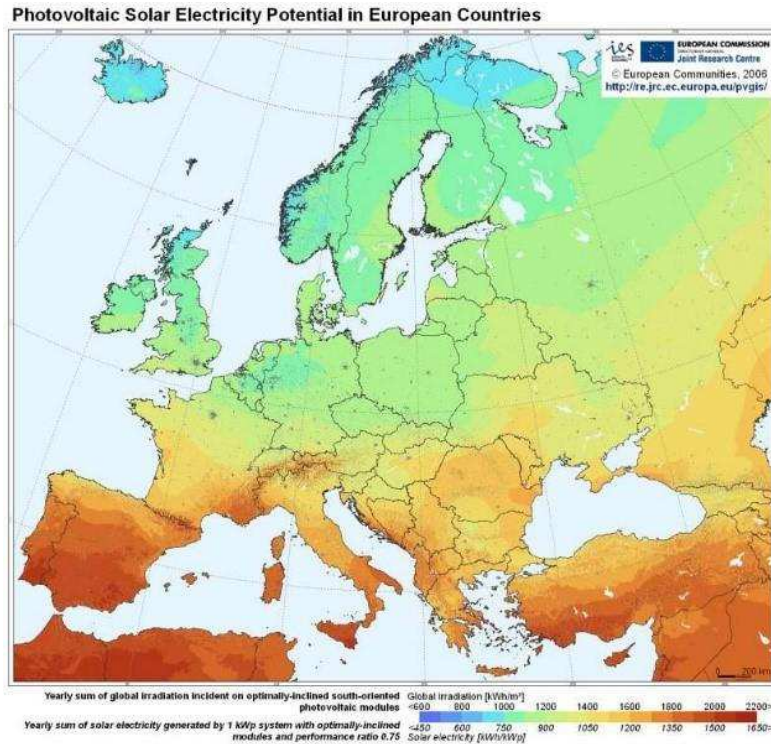 Photovoltaic Solar Electricity Potential in European Countries
EUROPEAN COMMISSION
Joint Research Centre
© European Communities, 2006
http://re.jrc.ec.europa.eu/pvgis/
0 200 km
Yearly sum of global irradiation incident on optimally-inclined south-oriented
photovoltaic modules
Global irradiation [kWh/m²]
<600 800 1000 1200 1400 1600 1800 2000 2200>
<450 600 750 900 1050 1200 1350 1500 1650>
Yearly sum of solar electricity generated by 1 kWp system with optimally-inclined
modules and performance ratio 0.75
Solar electricity [kWh/kWp]